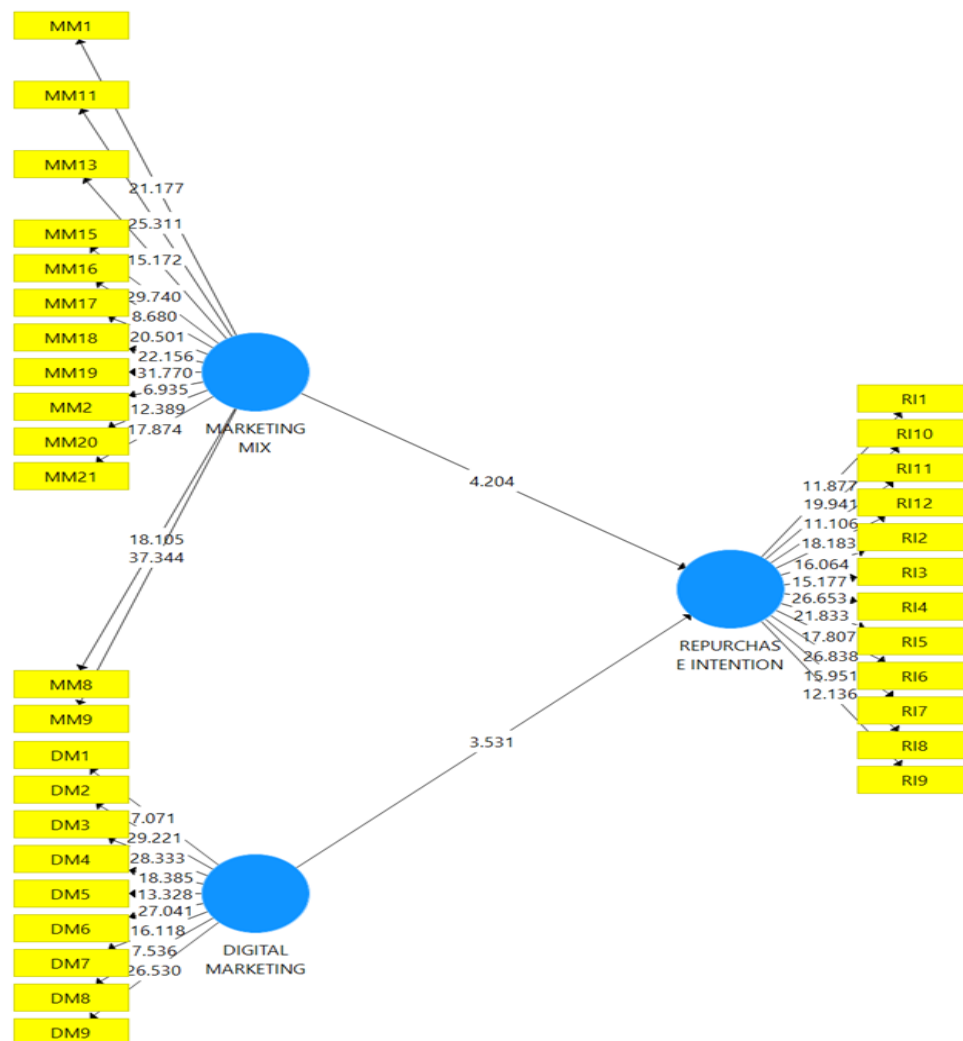 MM1
MM11
MM13
21.177
25.311
MM15
15.172
MM16
29.740
MM17
8.680
MM18
20.501
22.156
MM19
31.770
6.935
MM2
12.389
MM20
17.874
MM21
MARKETING
MIX
4.204
18.105
37.344
MM8
MM9
DM1
DM2
DM3
7.071
29.221
DM4
28.333
18.385
DM5
13.328
27.041
DM6
16.118
DM7
7.536
26.530
DM8
DM9
DIGITAL
MARKETING
3.531
REPURCHAS
E INTENTION
RI1
RI10
RI11
11.877
19.941
RI12
11.106
18.183
RI2
16.064
RI3
15.177
26.653
RI4
21.833
RI5
17.807
26.838
RI6
15.951
12.136
RI7
RI8
RI9